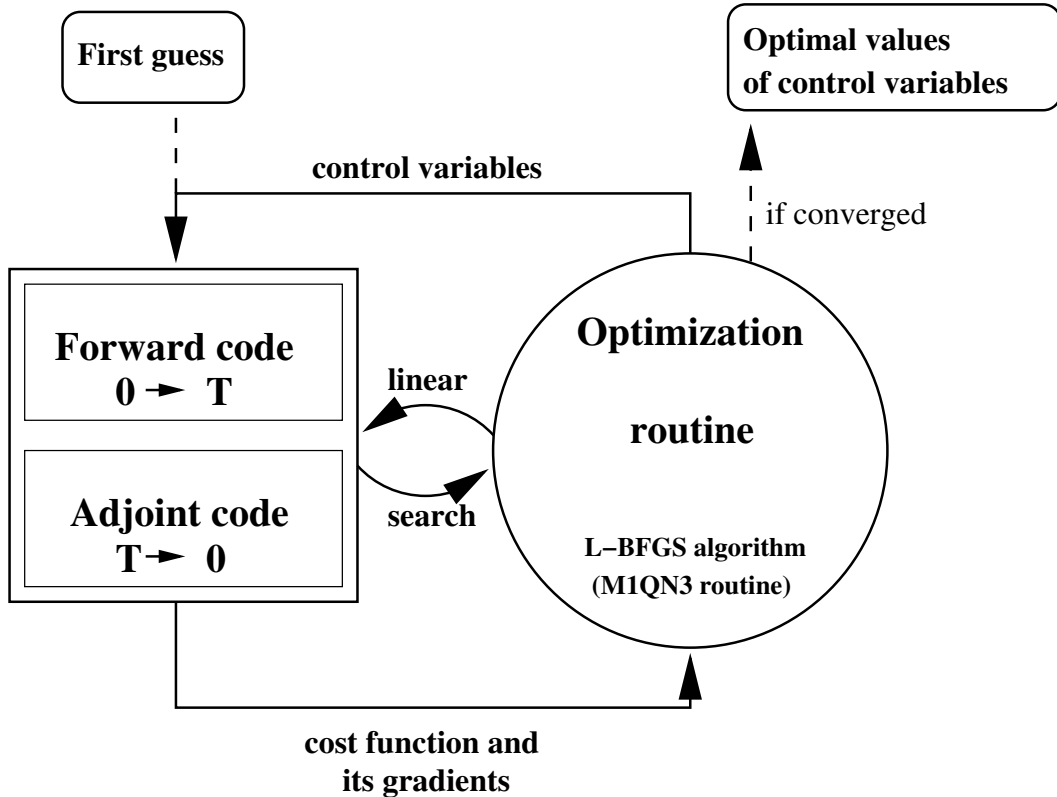 First guess
Optimal values
of control variables
control variables
if converged
Forward code
0 → T
linear
Optimization
routine
search
Adjoint code
T → 0
L−BFGS algorithm
(M1QN3 routine)
cost function and
its gradients